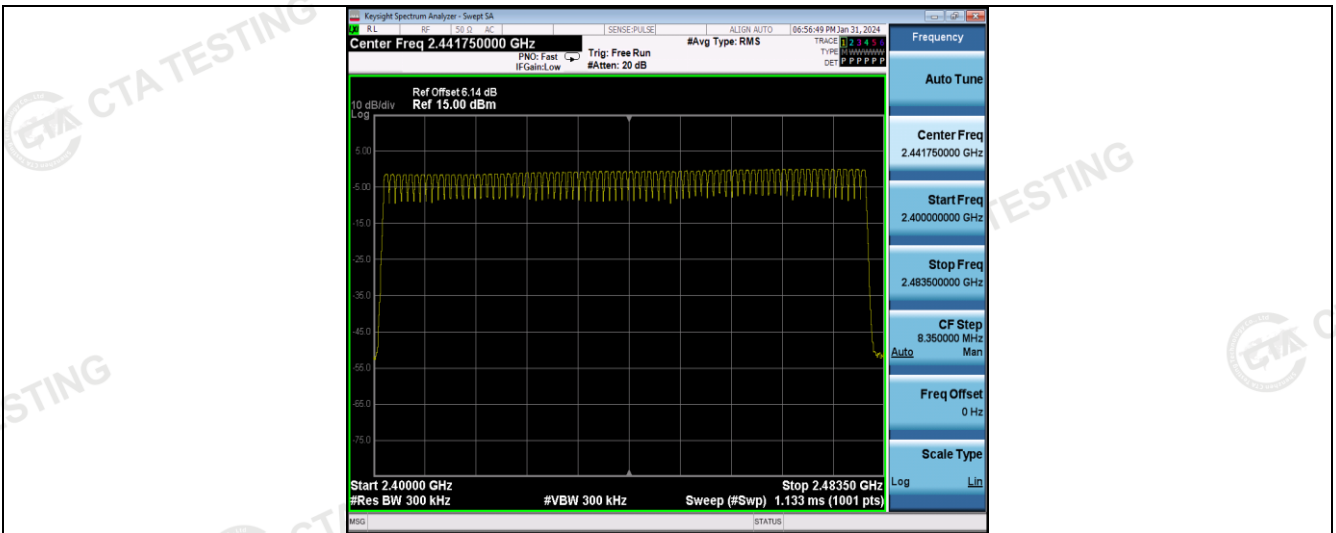 CTA TESTING
Keysight Spectrum Analyzer - Swept SA
RL RF 50 Ω AC SENSE:PULSE ALIGN AUTO 06:56:49 PM Jan 31, 2024
Center Freq 2.441750000 GHz
PNO: Fast
IFGain:Low
Trig: Free Run
#Atten: 20 dB
#Avg Type: RMS
TRACE 1 2 3 4 5 6
TYPE M WWWWW
DET P P P P P P
Ref Offset 6.14 dB
10 dB/div Ref 15.00 dBm
Log
5.00
-5.00
-15.0
-25.0
-35.0
-45.0
-55.0
-65.0
-75.0
Start 2.40000 GHz Stop 2.48350 GHz
#Res BW 300 kHz #VBW 300 kHz Sweep (#Swp) 1.133 ms (1001 pts)
MSG STATUS
Frequency
Auto Tune
Center Freq
2.441750000 GHz
Start Freq
2.400000000 GHz
Stop Freq
2.483500000 GHz
CF Step
8.350000 MHz
Auto Man
Freq Offset
0 Hz
Scale Type
Log Lin
TESTING
STING
CT
C